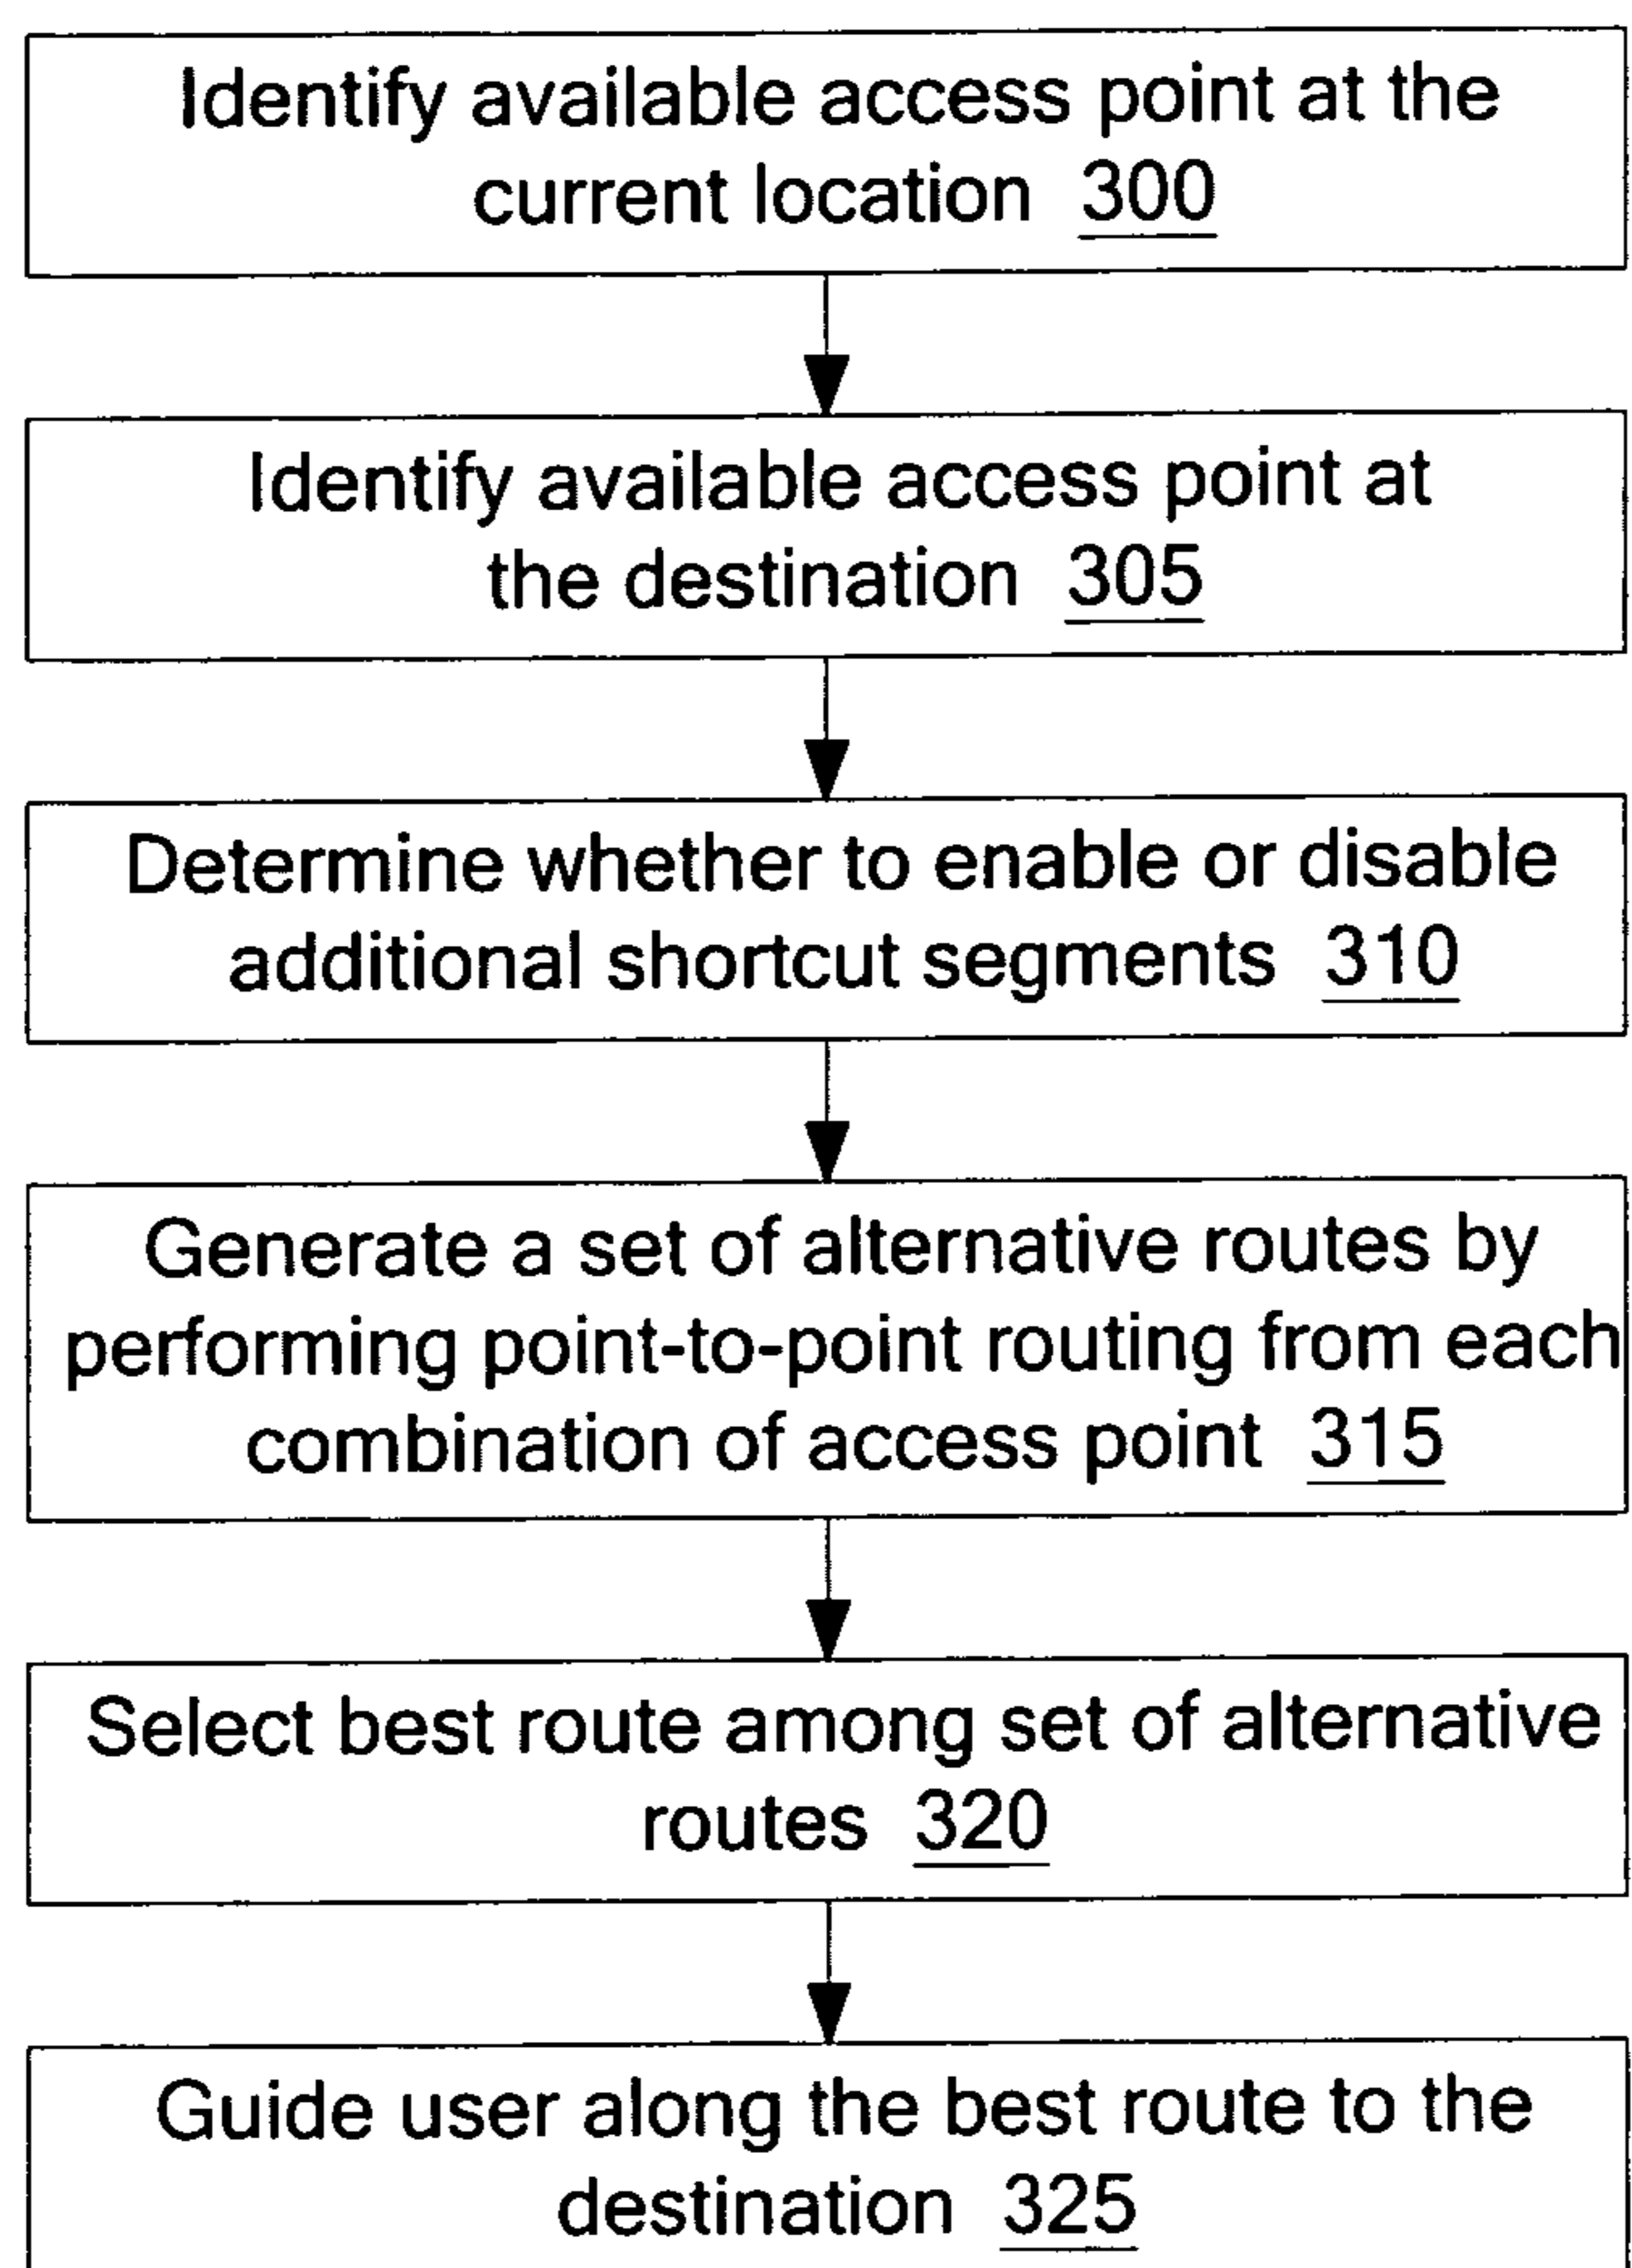 Identify available access point at the
current location 300
Identify available access point at
the destination 305
Determine whether to enable or disable
additional shortcut segments 310
Generate a set of alternative routes by
performing point-to-point routing from each
combination of access point 315
Select best route among set of alternative
routes 320
Guide user along the best route to the
destination 325